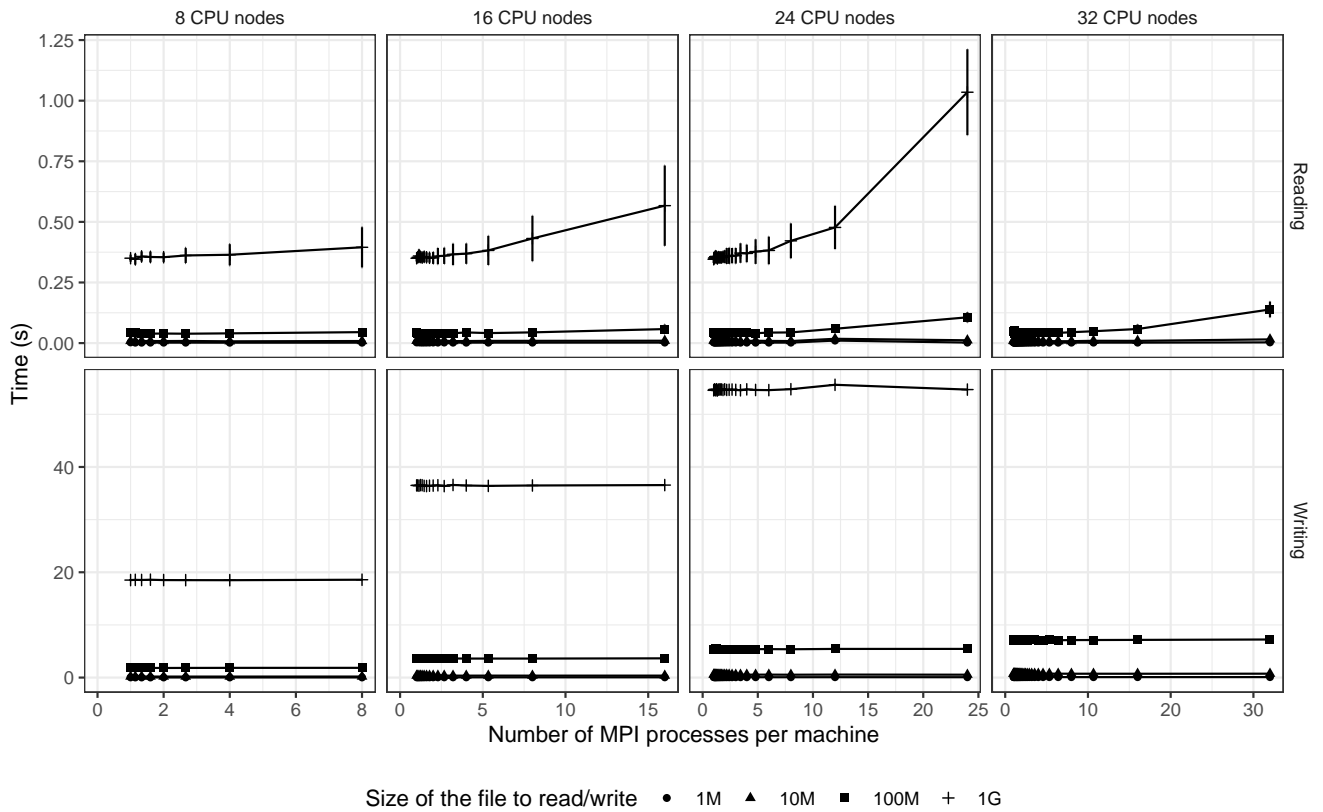 8 CPU nodes 16 CPU nodes 24 CPU nodes 32 CPU nodes
1.25
1.00
0.75
0.50
0.25
0.00
Reading
Time (s)
40
20
0
Writing
0 2 4 6 8 0 5 10 15 0 5 10 15 20 25 0 10 20 30
Number of MPI processes per machine
Size of the file to read/write 1M 10M 100M 1G